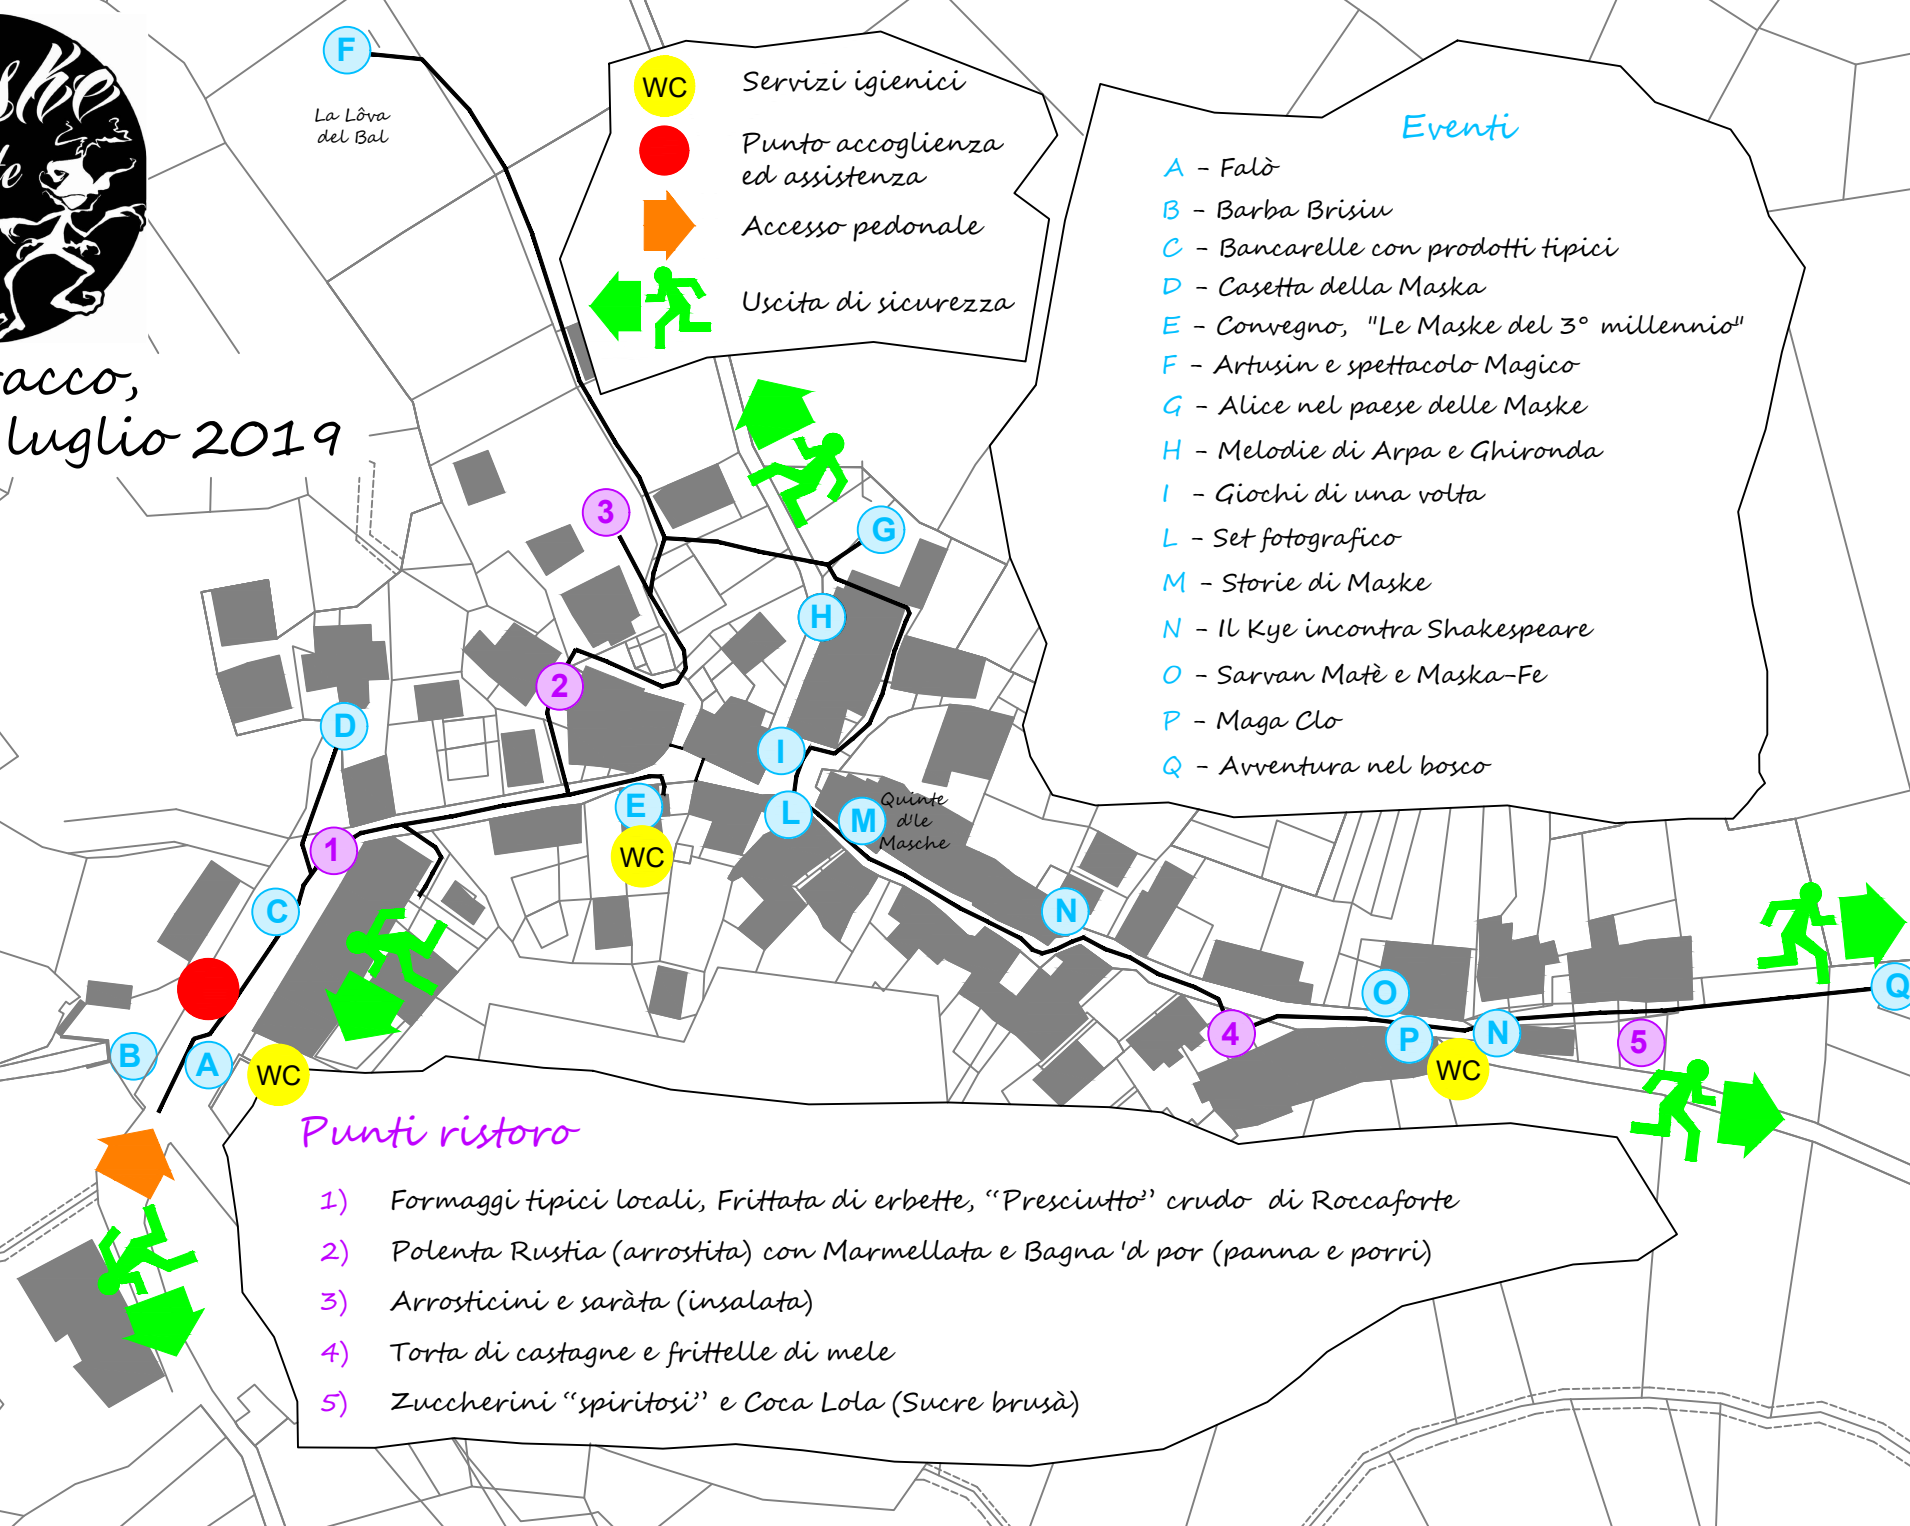 luglio 2019
F
La Lôva
del Bal
WC Servizi igienici
Punto accoglienza
ed assistenza
Accesso pedonale
Uscita di sicurezza
Eventi
A - Falò
B - Barba Brisiu
C - Bancarelle con prodotti tipici
D - Casetta della Maska
E - Convegno, "Le Maske del 3° millennio"
F - Artusin e spettacolo Magico
G - Alice nel paese delle Maske
H - Melodie di Arpa e Ghironda
I - Giochi di una volta
L - Set fotografico
M - Storie di Maske
N - Il Kye incontra Shakespeare
O - Sarvan Matè e Maska-Fe
P - Maga Clo
Q - Avventura nel bosco
3
G
H
2
D
I
E
L
M
Quinte
d'le
Masche
1
WC
C
N
O
Q
4
P
N
5
B
A
WC
WC
Punti ristoro
1) Formaggi tipici locali, Frittata di erbette, “Presciutto” crudo di Roccaforte
2) Polenta Rustia (arrostita) con Marmellata e Bagna 'd por (panna e porri)
3) Arrosticini e saràta (insalata)
4) Torta di castagne e frittelle di mele
5) Zuccherini “spiritosi” e Coca Lola (Sucre brusà)